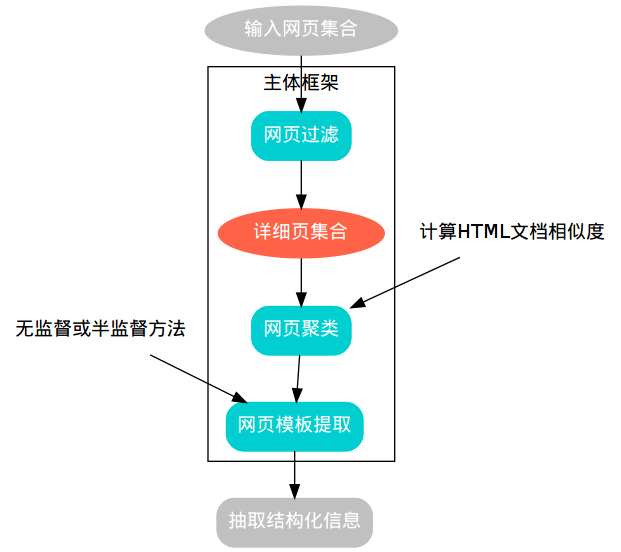 输入网页集合
主体框架
网页过滤
详细页集合
计算HTML文档相似度
网页聚类
无监督或半监督方法
网页模板提取
抽取结构化信息